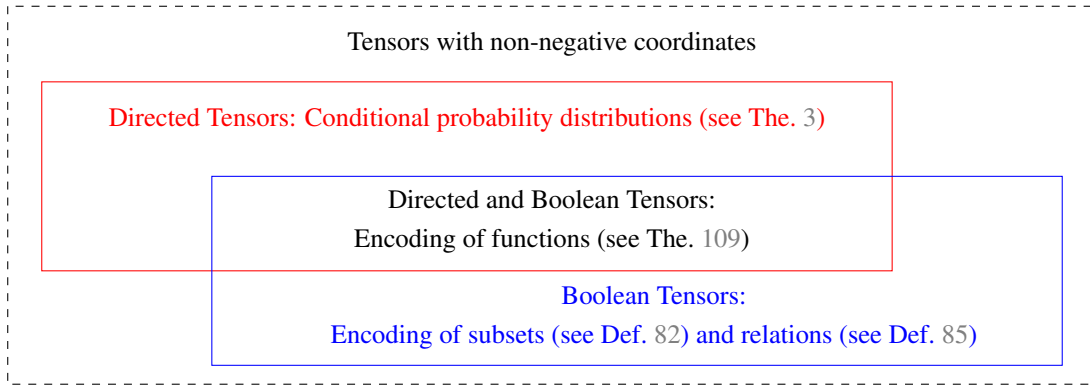 Tensors with non-negative coordinates
Directed Tensors: Conditional probability distributions (see The. 3)
Directed and Boolean Tensors:
Encoding of functions (see The. 109)
Boolean Tensors:
Encoding of subsets (see Def. 82) and relations (see Def. 85)